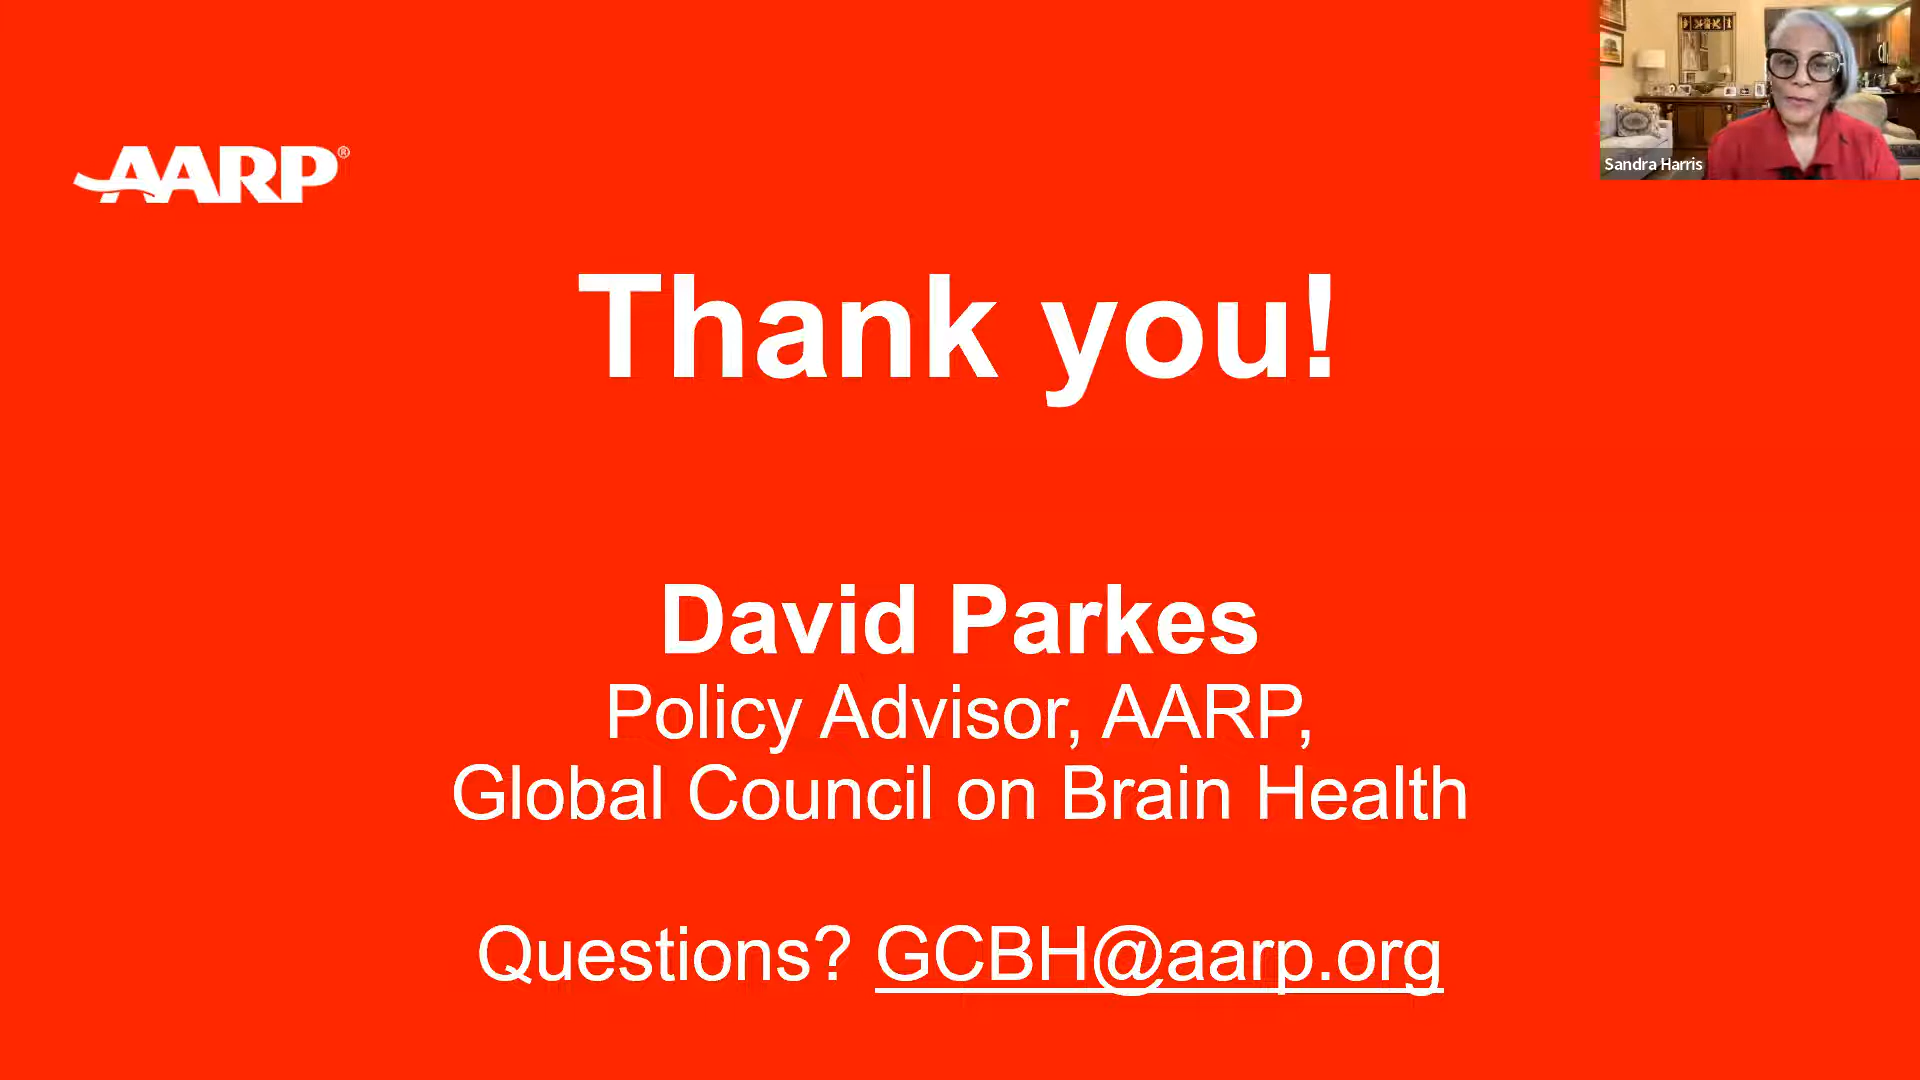 AARP®
Sandra Harris
Thank you!
David Parkes
Policy Advisor, AARP,
Global Council on Brain Health
Questions? GCBH@aarp.org